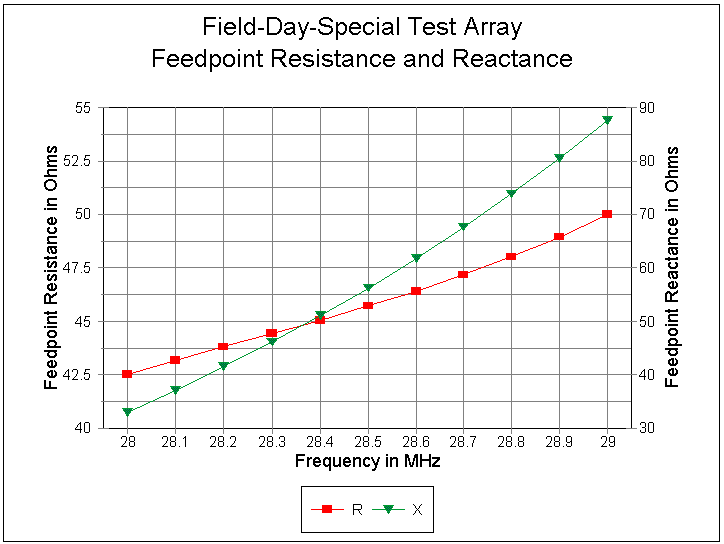 Field-Day-Special Test Array
Feedpoint Resistance and Reactance
Feedpoint Resistance in Ohms
55
52.5
50
47.5
45
42.5
40
90
80
70
60
50
40
30
Feedpoint Reactance in Ohms
28 28.1 28.2 28.3 28.4 28.5 28.6 28.7 28.8 28.9 29
Frequency in MHz
R X